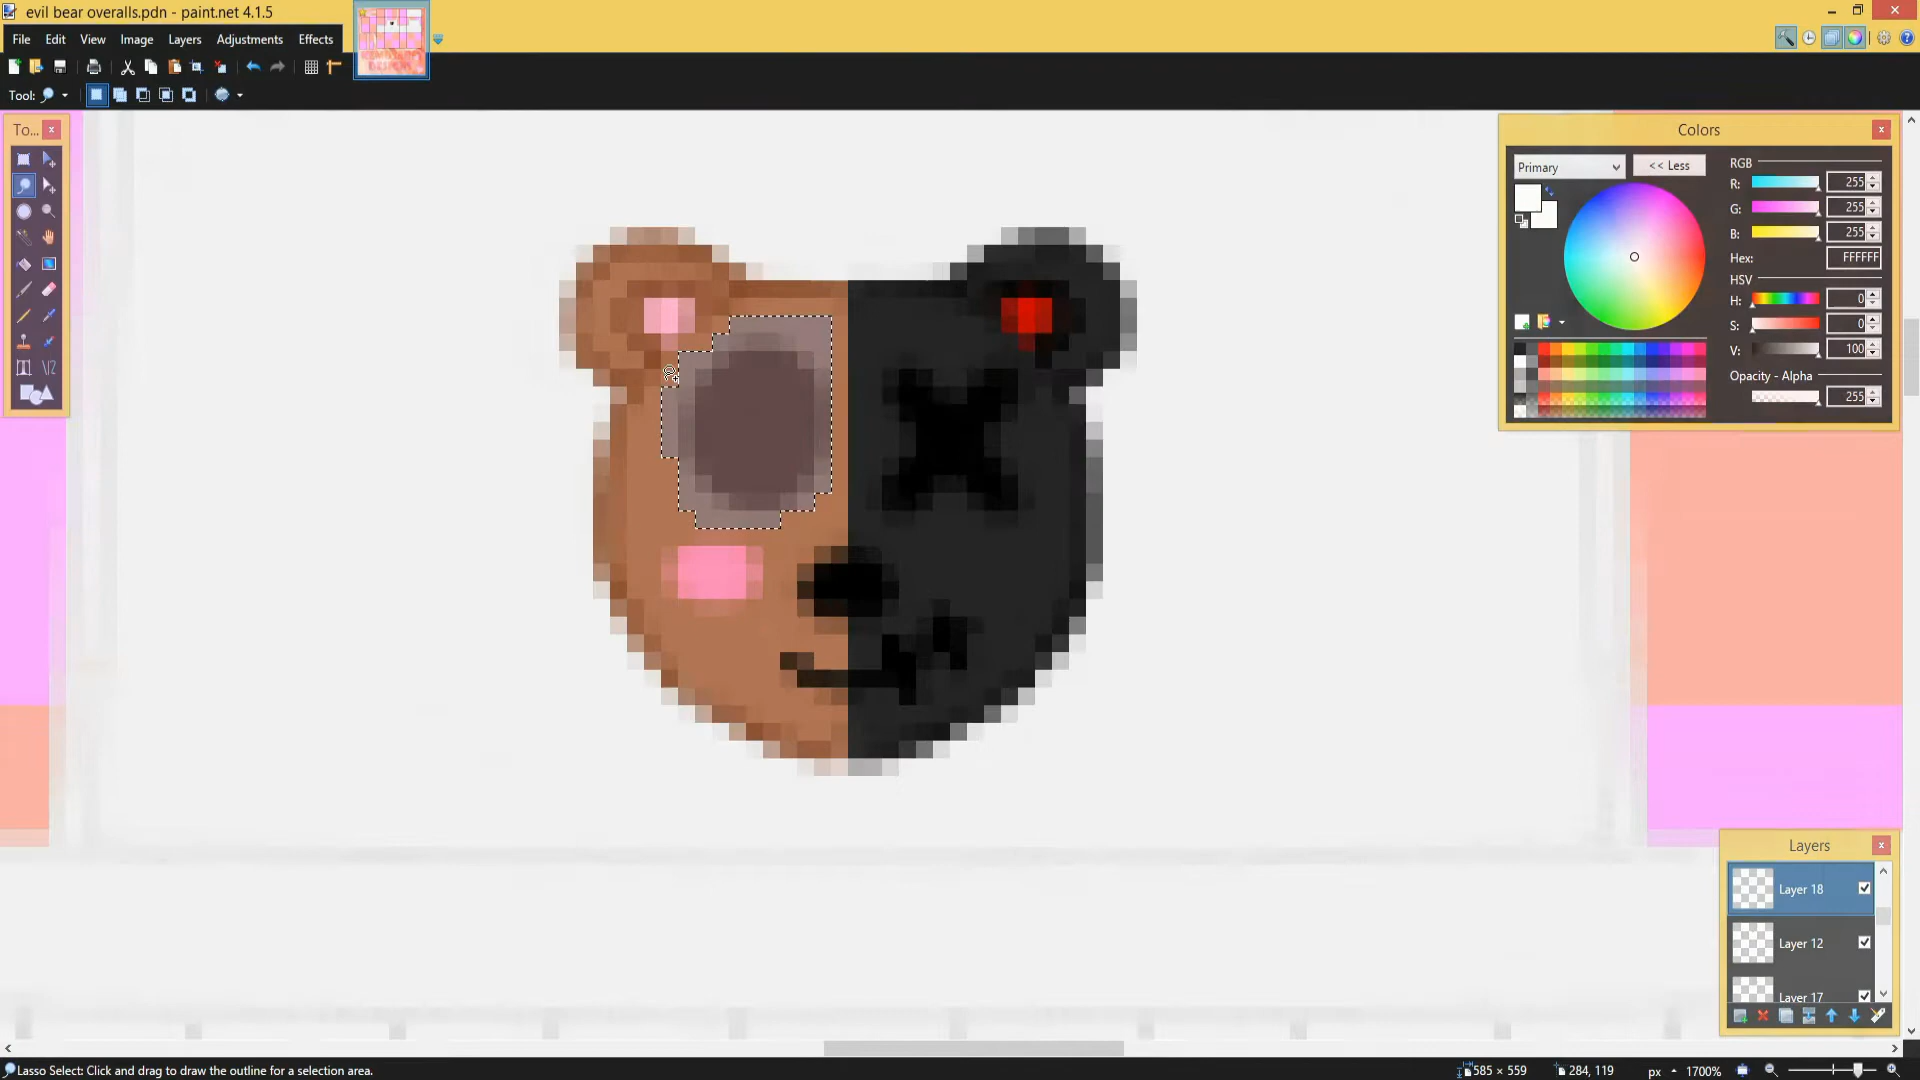 evil bear overalls.pdn - paint.net 4.1.5
File Edit View Image Layers Adjustments Effects
Tool:
To...
Colors
Primary
<< Less
RGB
R: 255
G: 255
B: 255
Hex: FFFFFF
HSV
H: 0
S: 0
V: 100
Opacity - Alpha
255
Layers
Layer 18
Layer 12
Layer 17
Lasso Select: Click and drag to draw the outline for a selection area.
585 × 559
284, 119
px
1700%